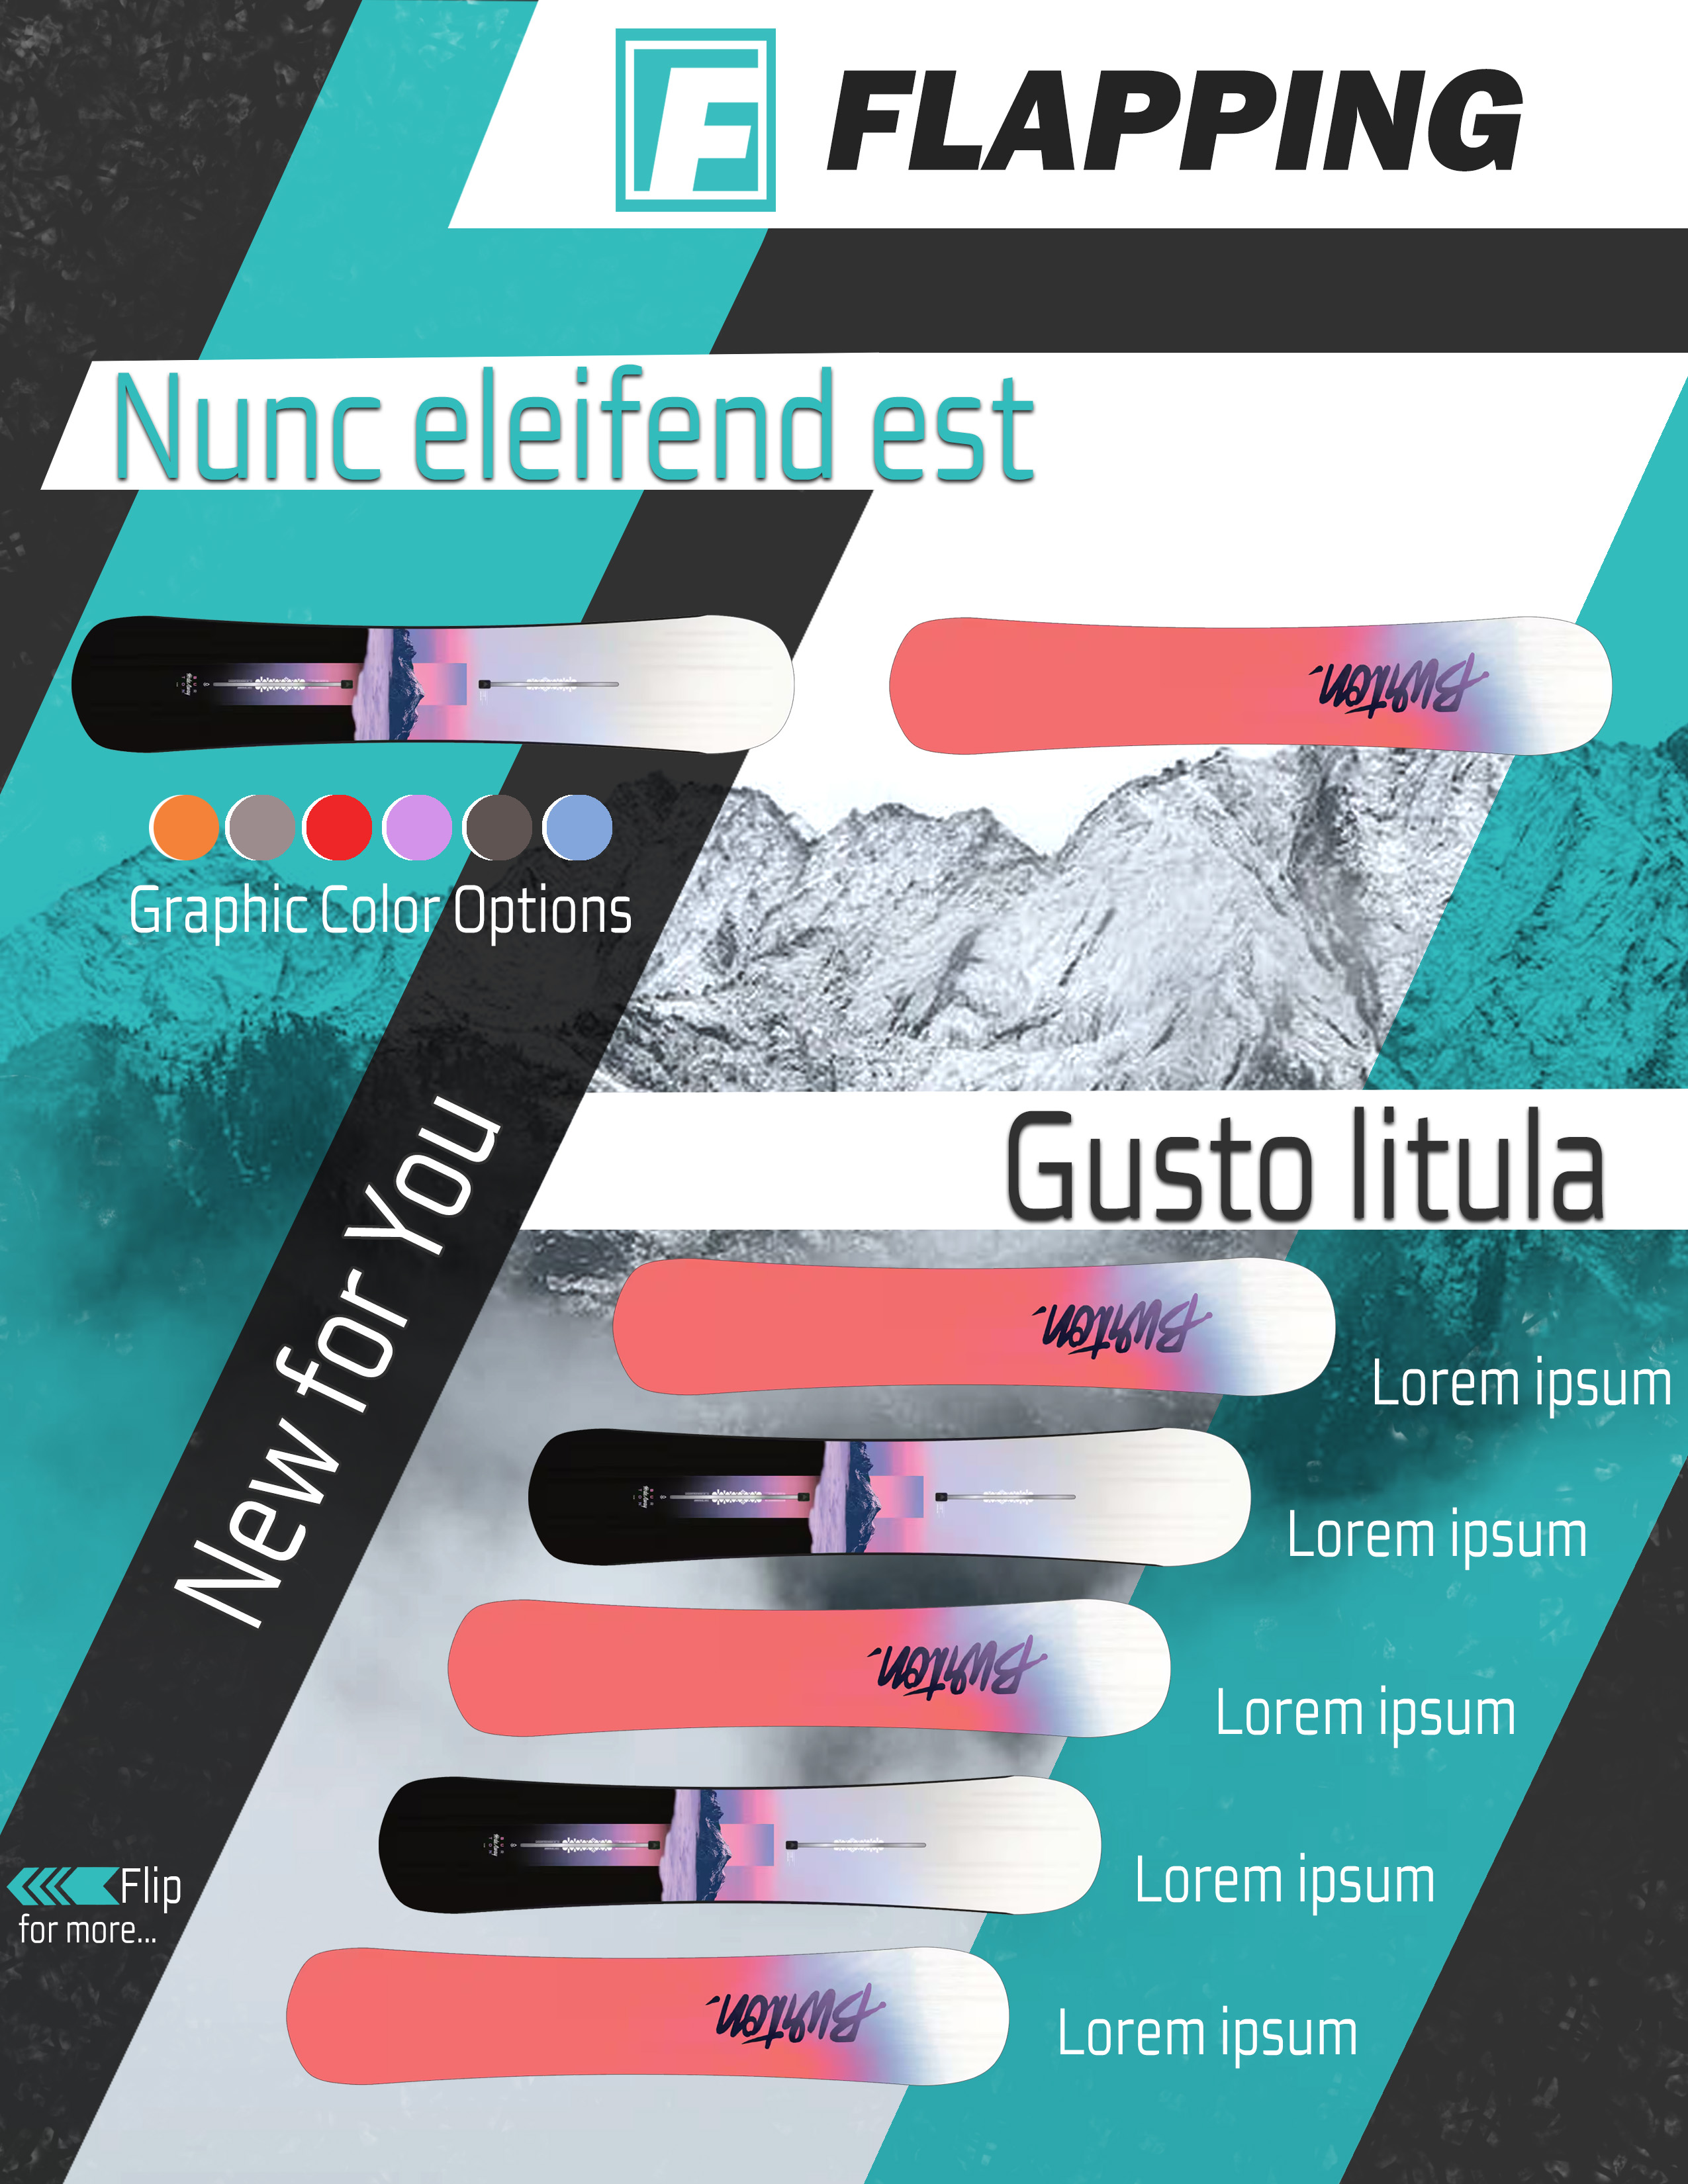 F FLAPPING
Nunc eleifend est
Burton.
Graphic Color Options
New for You
Gusto litula
Burton.
Lorem ipsum
Lorem ipsum
Burton.
Lorem ipsum
Lorem ipsum
Flip
for more...
Burton.
Lorem ipsum